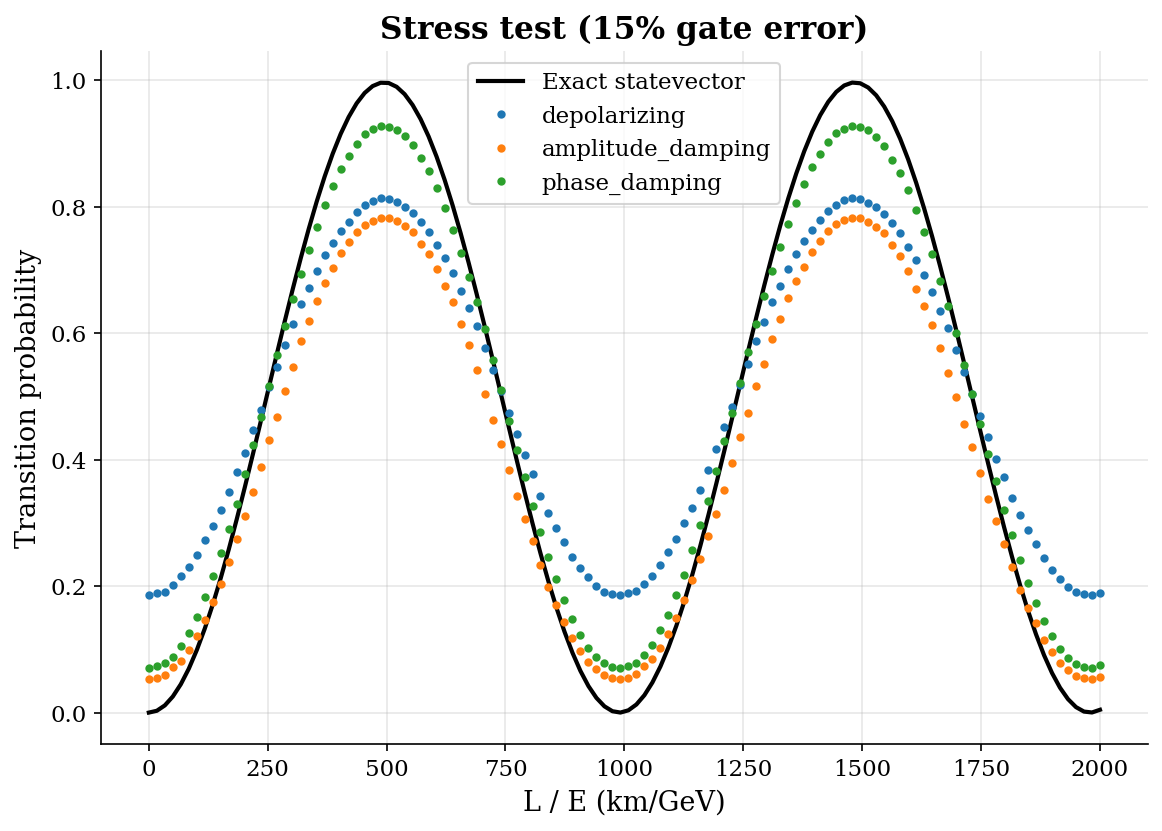 Stress test (15% gate error)
Exact statevector
depolarizing
amplitude_damping
phase_damping
Transition probability
1.0
0.8
0.6
0.4
0.2
0.0
0 250 500 750 1000 1250 1500 1750 2000
L / E (km/GeV)